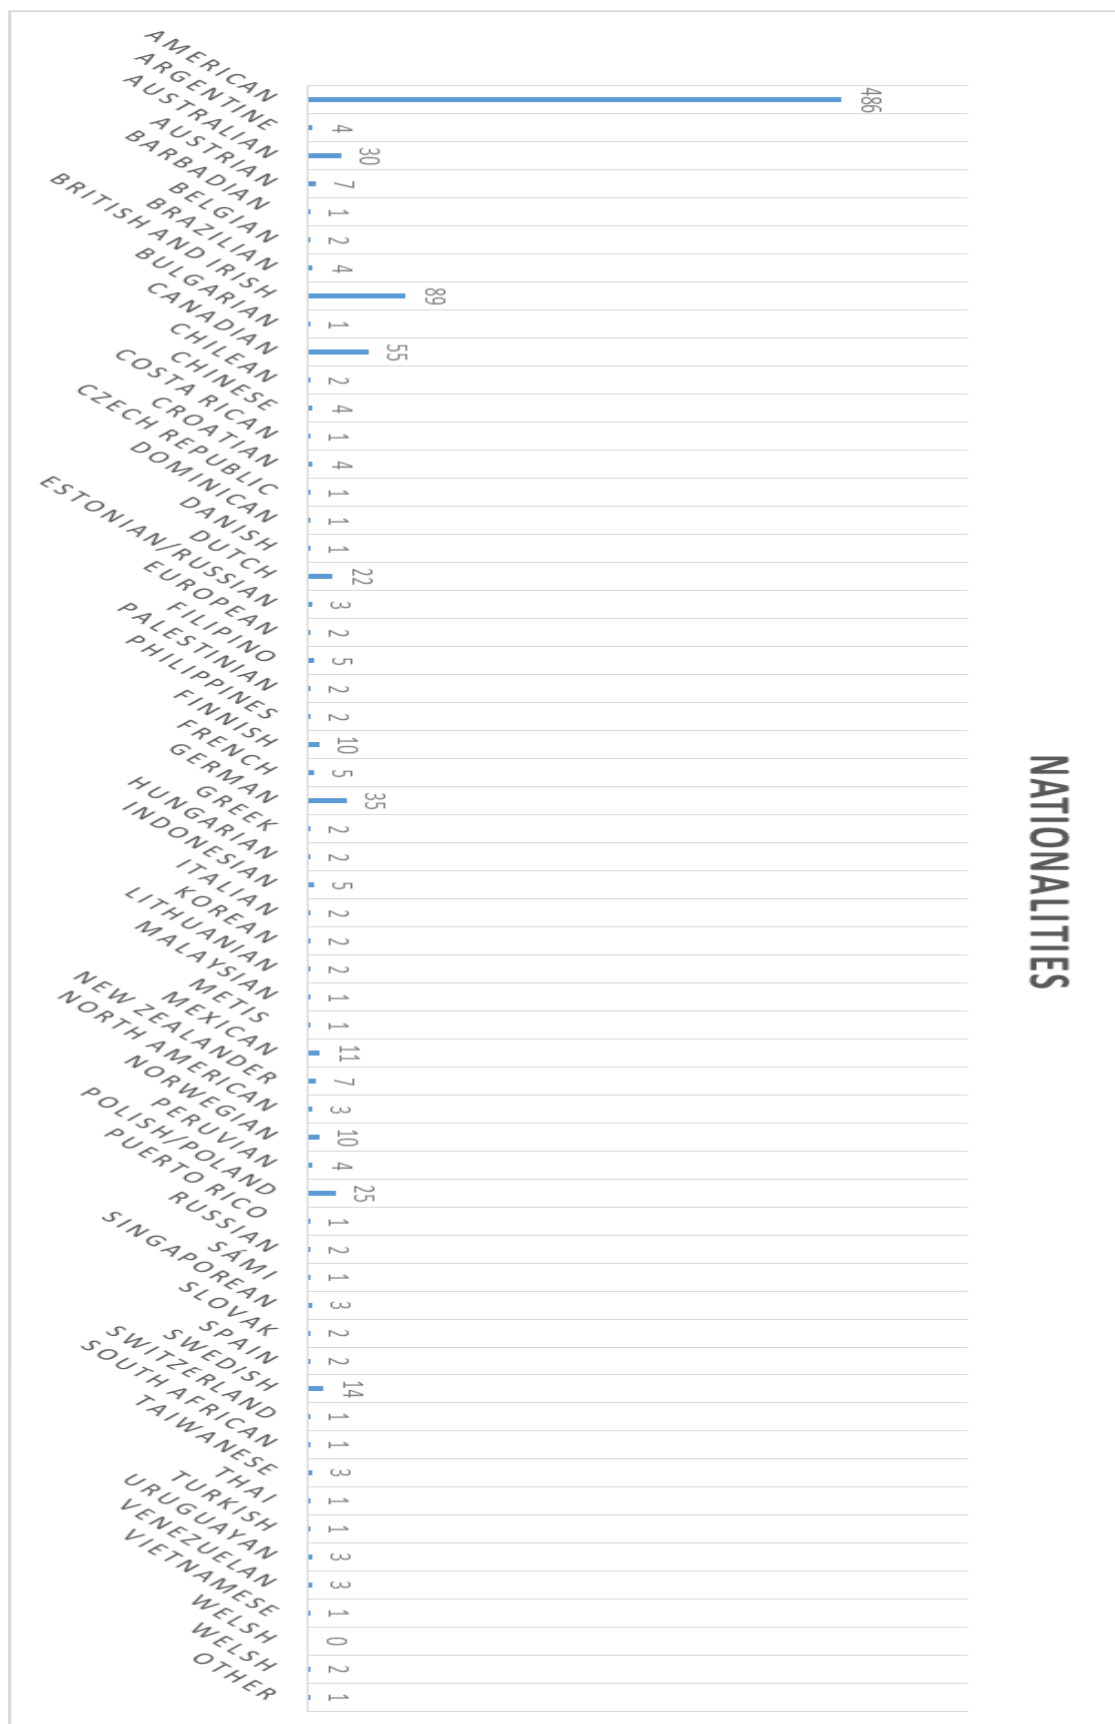 NATIONALITIES
AMERICAN 486
ARGENTINE 4
AUSTRALIAN 30
AUSTRIAN 7
BARBADIAN 1
BELGIAN 2
BRAZILIAN 4
BRITISH AND IRISH 89
BULGARIAN 1
CANADIAN 55
CHILEAN 2
CHINESE 4
COSTA RICAN 1
CROATIAN 4
CZECH REPUBLIC 1
DOMINICAN 1
DANISH 1
DUTCH 22
ESTONIAN/RUSSIAN 3
EUROPEAN 2
FILIPINO 5
PALESTINIAN 2
PHILIPPINES 2
FINNISH 10
FRENCH 5
GERMAN 35
GREEK 2
HUNGARIAN 2
INDONESIAN 5
ITALIAN 2
KOREAN 2
LITHUANIAN 2
MALAYSIAN 1
METIS 1
MEXICAN 11
NEW ZEALANDER 7
NORTH AMERICAN 3
NORWEGIAN 10
PERUVIAN 4
POLISH/POLAND 25
PUERTO RICO 1
RUSSIAN 2
SÁMI 1
SINGAPOREAN 3
SLOVAK 2
SPAIN 2
SWEDISH 14
SWITZERLAND 1
SOUTH AFRICAN 1
TAIWANESE 3
THAI 1
TURKISH 1
URUGUAYAN 3
VENEZUELAN 3
VIETNAMESE 1
WELSH 0
WELSH 2
OTHER 1